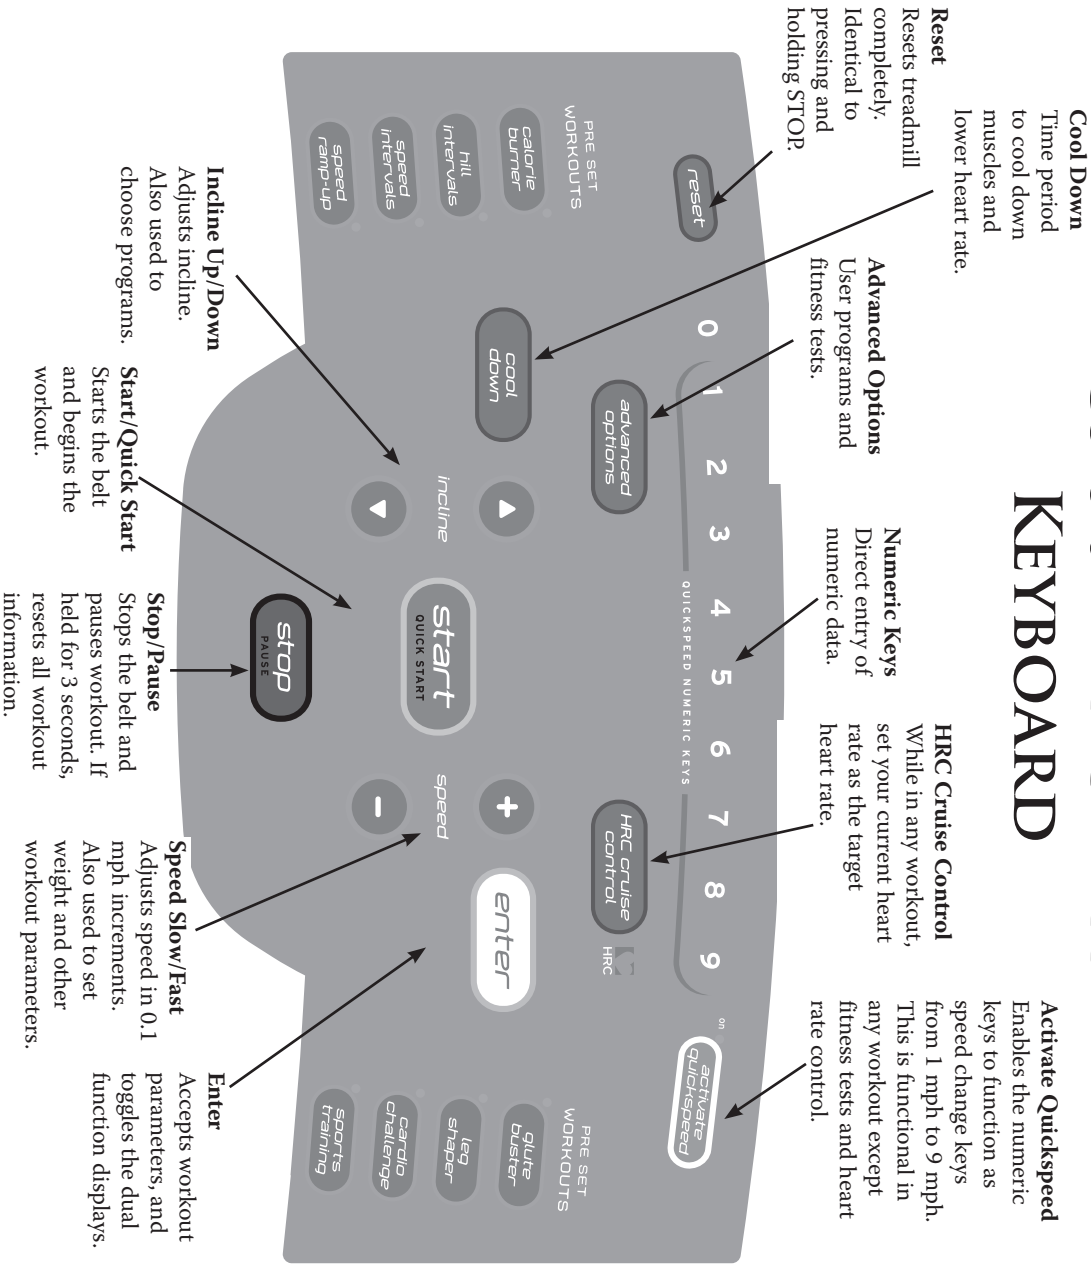 KEYBOARD
Cool Down
Time period
to cool down
muscles and
lower heart rate.
Reset
Resets treadmill
completely.
Identical to
pressing and
holding STOP.
Advanced Options
User programs and
fitness tests.
Numeric Keys
Direct entry of
numeric data.
HRC Cruise Control
While in any workout,
set your current heart
rate as the target
heart rate.
Activate Quickspeed
Enables the numeric
keys to function as
speed change keys
from 1 mph to 9 mph.
This is functional in
any workout except
fitness tests and heart
rate control.
reset
0 1 2 3 4 5 6 7 8 9
QUICKSPEED NUMERIC KEYS
on
activate
quickspeed
advanced
options
HRC cruise
control
HRC
PRE SET
WORKOUTS
calorie
burner
hill
intervals
speed
intervals
speed
ramp-up
cool
down
incline
start
QUICK START
speed
+
-
enter
stop
PAUSE
PRE SET
WORKOUTS
glute
buster
leg
shaper
cardio
challenge
sports
training
Incline Up/Down
Adjusts incline.
Also used to
choose programs.
Start/Quick Start
Starts the belt
and begins the
workout.
Stop/Pause
Stops the belt and
pauses workout. If
held for 3 seconds,
resets all workout
information.
Speed Slow/Fast
Adjusts speed in 0.1
mph increments.
Also used to set
weight and other
workout parameters.
Enter
Accepts workout
parameters, and
toggles the dual
function displays.